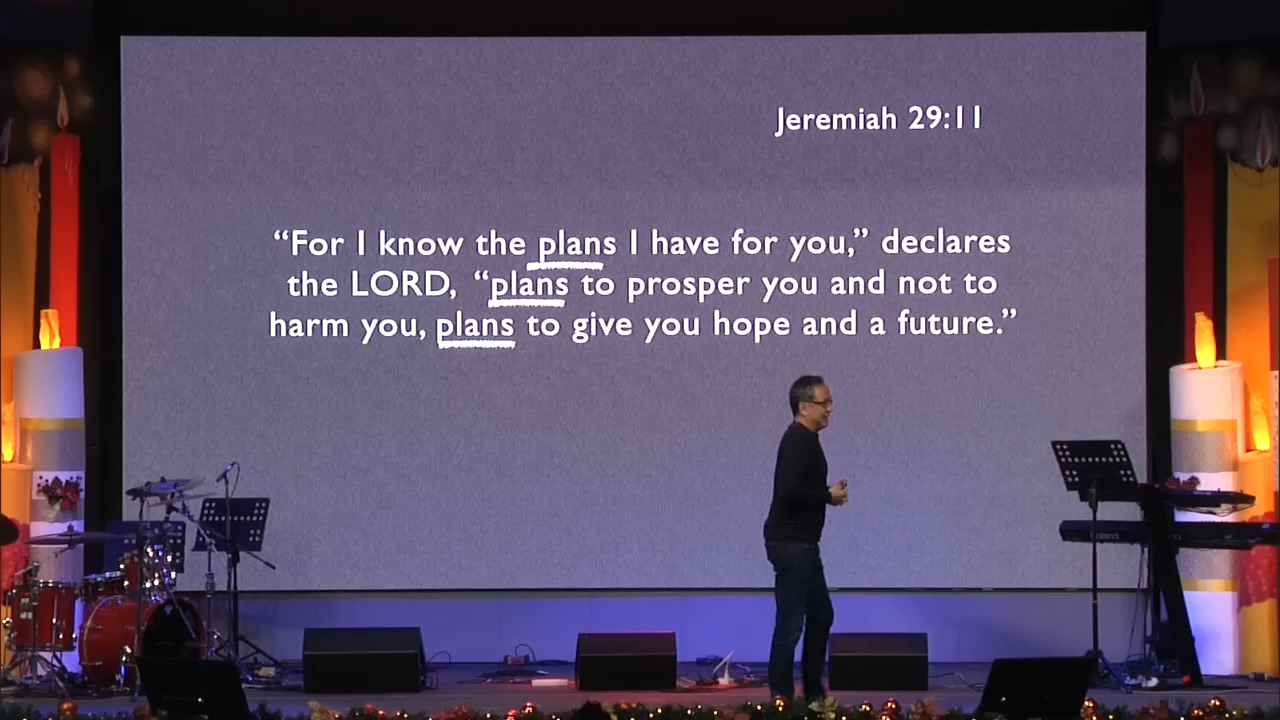 Jeremiah 29:11
“For I know the plans I have for you,” declares
the LORD, “plans to prosper you and not to
harm you, plans to give you hope and a future.”
Roland